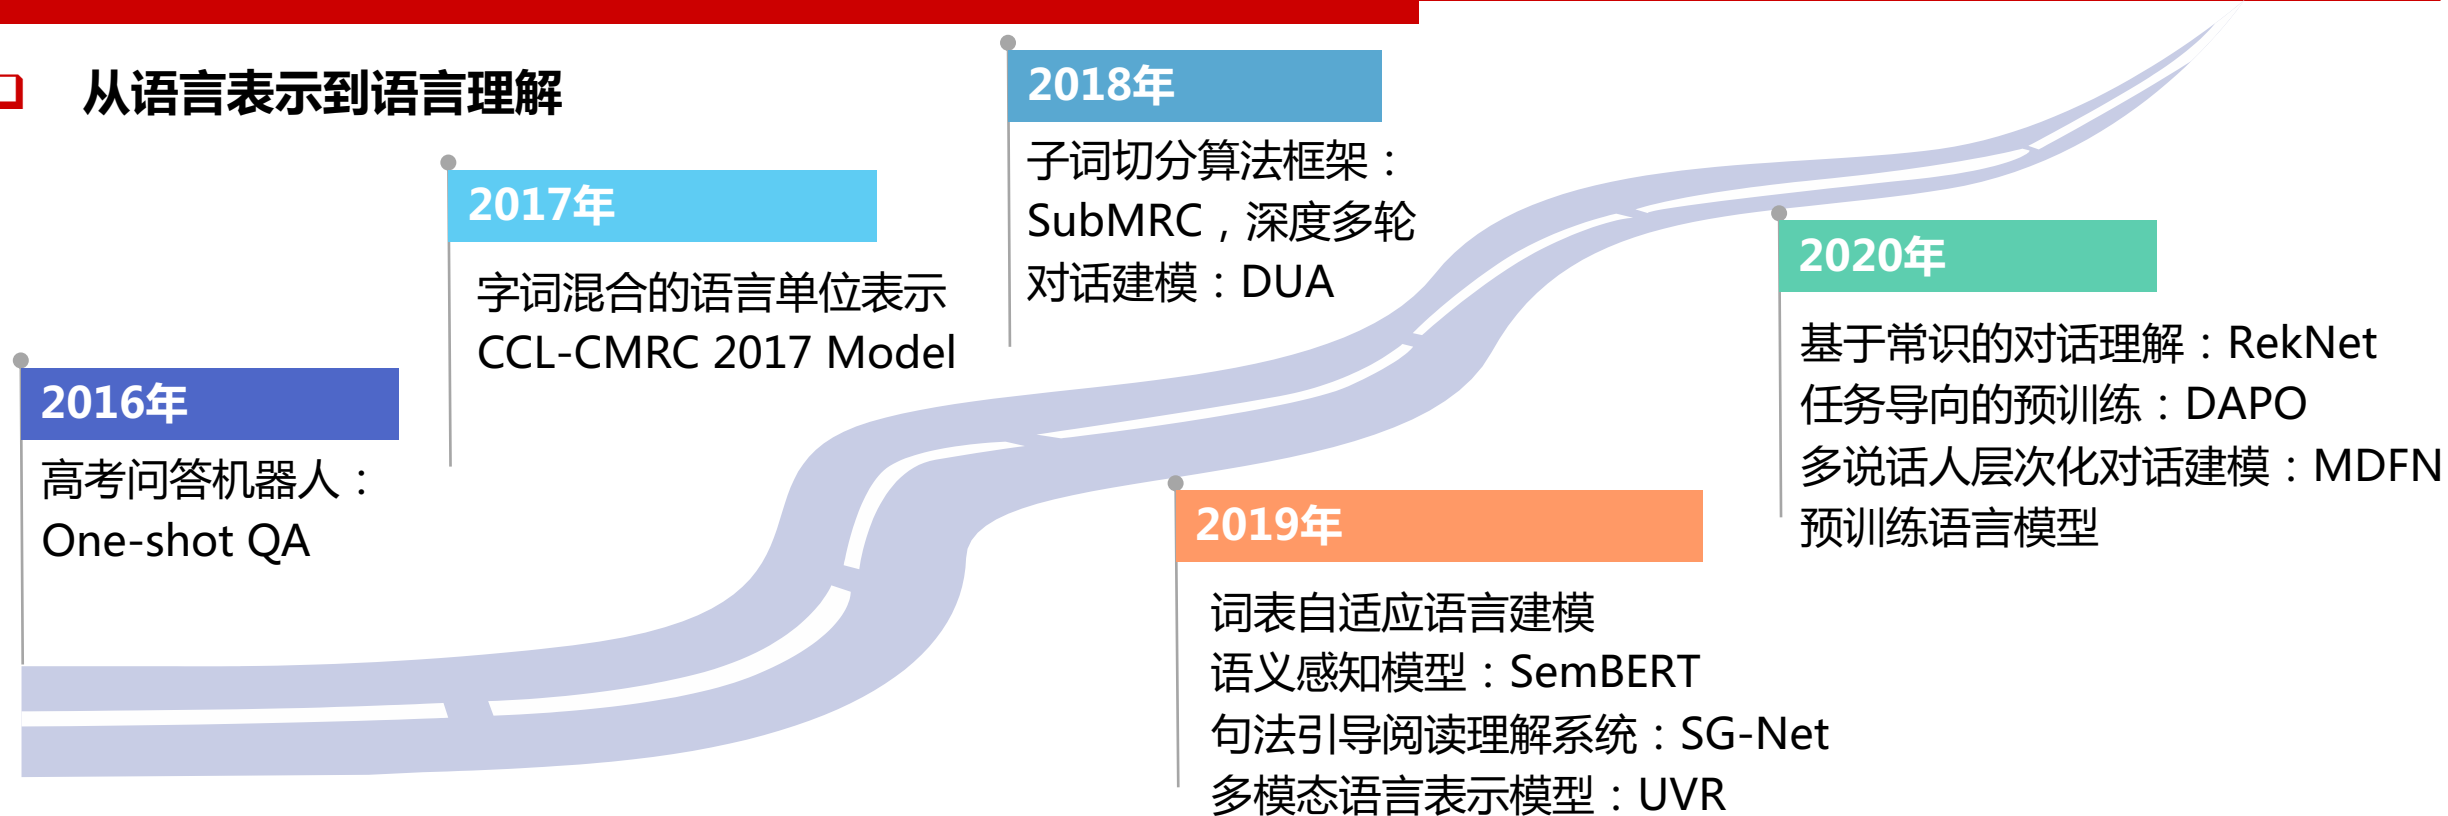 从语言表示到语言理解
2016年
高考问答机器人：
One-shot QA
2017年
字词混合的语言单位表示
CCL-CMRC 2017 Model
2018年
子词切分算法框架：
SubMRC，深度多轮
对话建模：DUA
2019年
词表自适应语言建模
语义感知模型：SemBERT
句法引导阅读理解系统：SG-Net
多模态语言表示模型：UVR
2020年
基于常识的对话理解：RekNet
任务导向的预训练：DAPO
多说话人层次化对话建模：MDFN
预训练语言模型